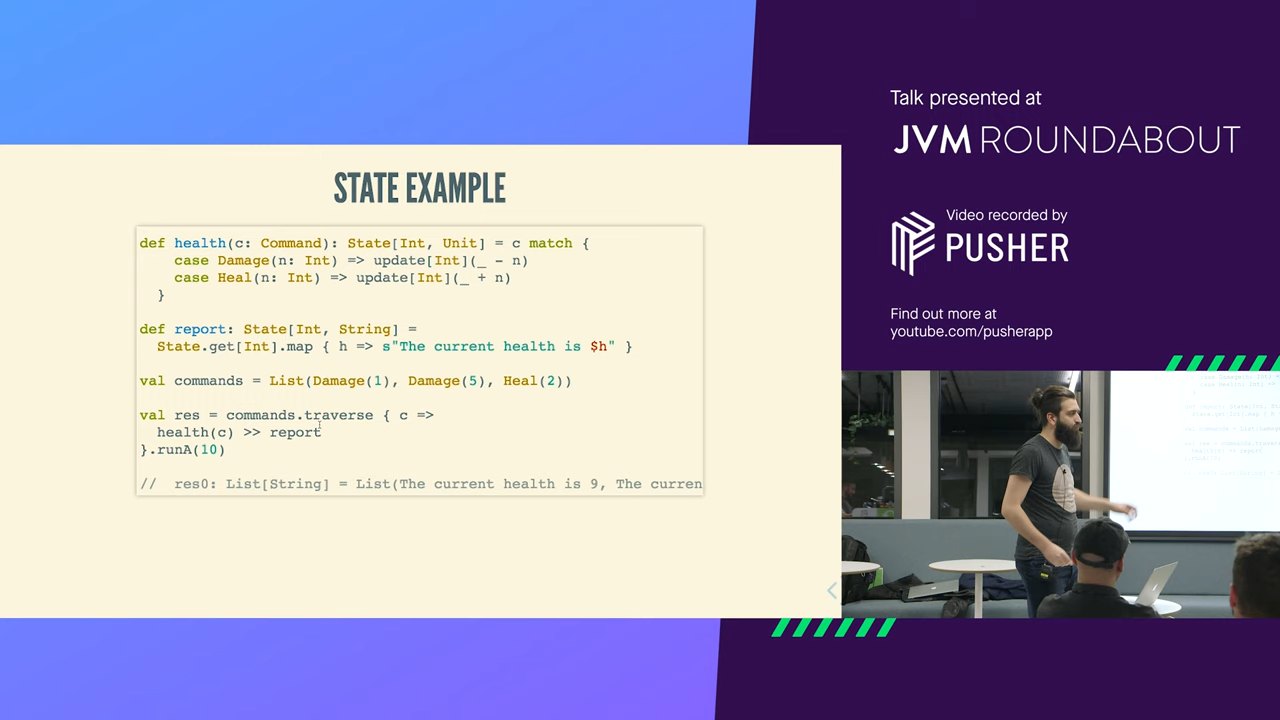 Talk presented at
JVM ROUNDABOUT
Video recorded by
PUSHER
Find out more at
youtube.com/pusherapp
STATE EXAMPLE
def health(c: Command): State[Int, Unit] = c match {
    case Damage(n: Int) => update[Int](_ - n)
    case Heal(n: Int) => update[Int](_ + n)
  }
def report: State[Int, String] =
  State.get[Int].map { h => s"The current health is $h" }
val commands = List(Damage(1), Damage(5), Heal(2))
val res = commands.traverse { c =>
  health(c) >> report
}.runA(10)
//  res0: List[String] = List(The current health is 9, The curren